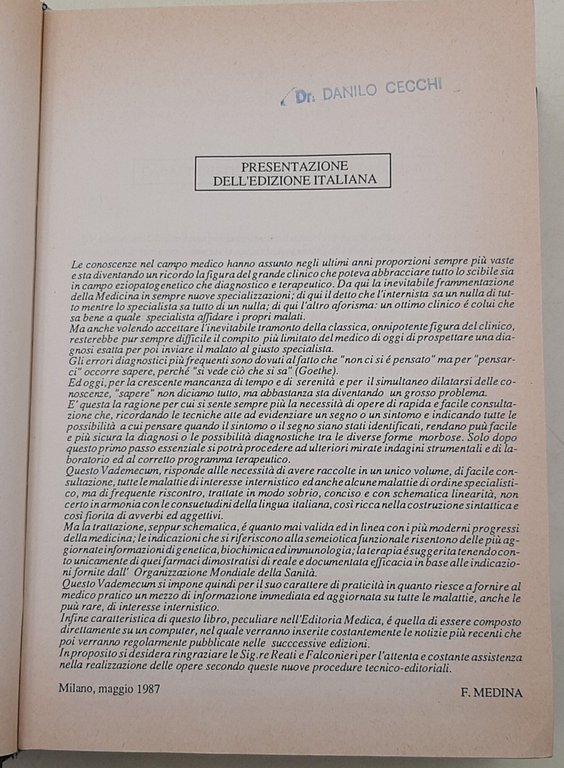 Dr. DANILO CECCHI
PRESENTAZIONE
DELL'EDIZIONE ITALIANA
Le conoscenze nel campo medico hanno assunto negli ultimi anni proporzioni sempre più vaste
e sta diventando un ricordo la figura del grande clinico che poteva abbracciare tutto lo scibile sia
in campo eziopatogenetico che diagnostico e terapeutico. Da qui la inevitabile frammentazione
della Medicina in sempre nuove specializzazioni; di qui il detto che l'internista sa un nulla di tut-
to mentre lo specialista sa tutto di un nulla; di qui l'altro aforisma: un ottimo clinico é colui che
sa bene a quale specialista affidare i propri malati.
Ma anche volendo accettare l'inevitabile tramonto della classica, onnipotente figura del clinico,
resterebbe pur sempre difficile il compito più limitato del medico di oggi di prospettare una dia-
gnosi esatta per poi inviare il malato al giusto specialista.
Gli errori diagnostici più frequenti sono dovuti al fatto che "non ci si é pensato" ma per "pensar-
ci" occorre sapere, perché "si vede ciò che si sa" (Goethe).
Ed oggi, per la crescente mancanza di tempo e di serenità e per il simultaneo dilatarsi delle co-
noscenze, "sapere" non diciamo tutto, ma abbastanza sta diventando un grosso problema.
E' questa la ragione per cui si sente sempre più la necessità di opere di rapida e facile consulta-
zione che, ricordando le tecniche atte ad evidenziare un segno o un sintomo e indicando tutte le
possibilità a cui pensare quando il sintomo o il segno siano stati identificati, rendano puà facile
e più sicura la diagnosi o le possibilità diagnostiche tra le diverse forme morbose. Solo dopo
questo primo passo essenziale si potrà procedere ad ulteriori mirate indagini strumentali e di la-
boratorio ed al corretto programma terapeutico.
Questo Vademecum, risponde allle necessità di avere raccolte in un unico volume, di facile con-
sultazione, tutte le malattie di interesse internistico ed anche alcune malattie di ordine specialisti-
co, ma di frequente riscontro, trattate in modo sobrio, conciso e con schematica linearità, non
certo in armonia con le consuetudini della lingua italiana, così ricca nella costruzione sintattica e
così fiorita di avverbi ed aggettivi.
Ma la trattazione, seppur schematica, é quanto mai valida ed in linea con i più moderni progressi
della medicina; le indicazioni che si riferiscono alla semeiotica funzionale risentono delle più ag-
giornate informazioni di genetica, biochimica ed immunologia; la terapia é suggerita tenendo con-
to unicamente di quei farmaci dimostratisi di reale e documentata efficacia in base alle indicazio-
ni fornite dall' Organizzazione Mondiale della Sanità.
Questo Vademecum si impone quindi per il suo carattere di praticità in quanto riesce a fornire al
medico pratico un mezzo di informazione immediata ed aggiornata su tutte le malattie, anche le
puù rare, di interesse internistico.
Infine caratteristica di questo libro, peculiare nell'Editoria Medica, é quella di essere composto
direttamente su un computer, nel quale verranno inserite costantemente le notizie più recenti che
poi verranno regolarmente pubblicate nelle succcessive edizioni.
In proposito si desidera ringraziare le Sig.re Reati e Falconieri per l'attenta e costante assistenza
nella realizzazione delle opere secondo queste nuove procedure tecnico-editoriali.
Milano, maggio 1987
F. MEDINA